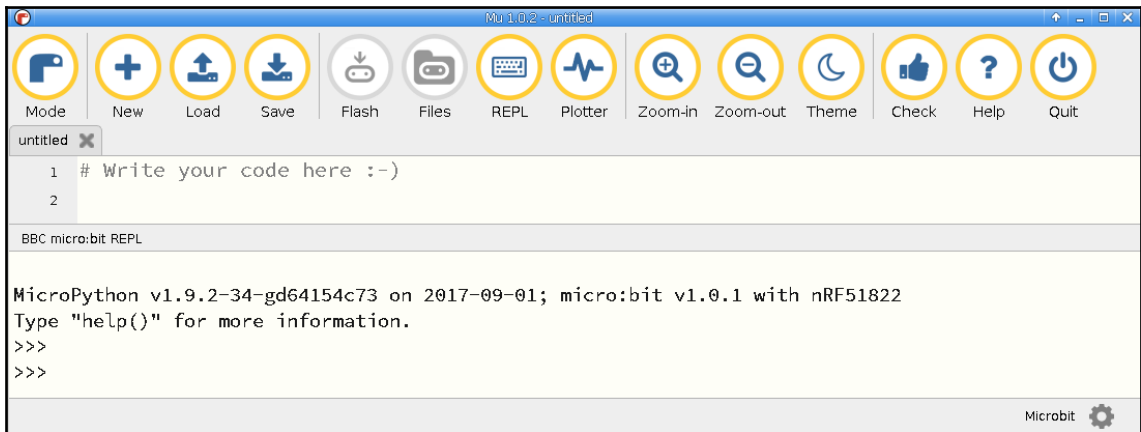 Mu 1.0.2 - untitled
Mode New Load Save Flash Files REPL Plotter Zoom-in Zoom-out Theme Check Help Quit
untitled
1 # Write your code here :-)
2
BBC micro:bit REPL
MicroPython v1.9.2-34-gd64154c73 on 2017-09-01; micro:bit v1.0.1 with nRF51822
Type "help()" for more information.
>>>
>>>
Microbit